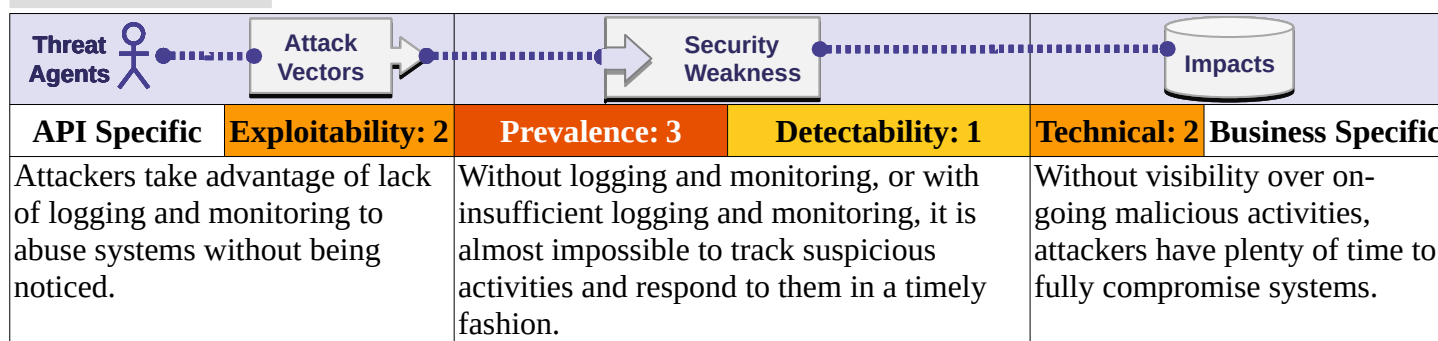 Threat
Agents
Attack
Vectors
Security
Weakness
Impacts
API Specific
Exploitability: 2
Prevalence: 3
Detectability: 1
Technical: 2
Business Specific
Attackers take advantage of lack
of logging and monitoring to
abuse systems without being
noticed.
Without logging and monitoring, or with
insufficient logging and monitoring, it is
almost impossible to track suspicious
activities and respond to them in a timely
fashion.
Without visibility over on-
going malicious activities,
attackers have plenty of time to
fully compromise systems.